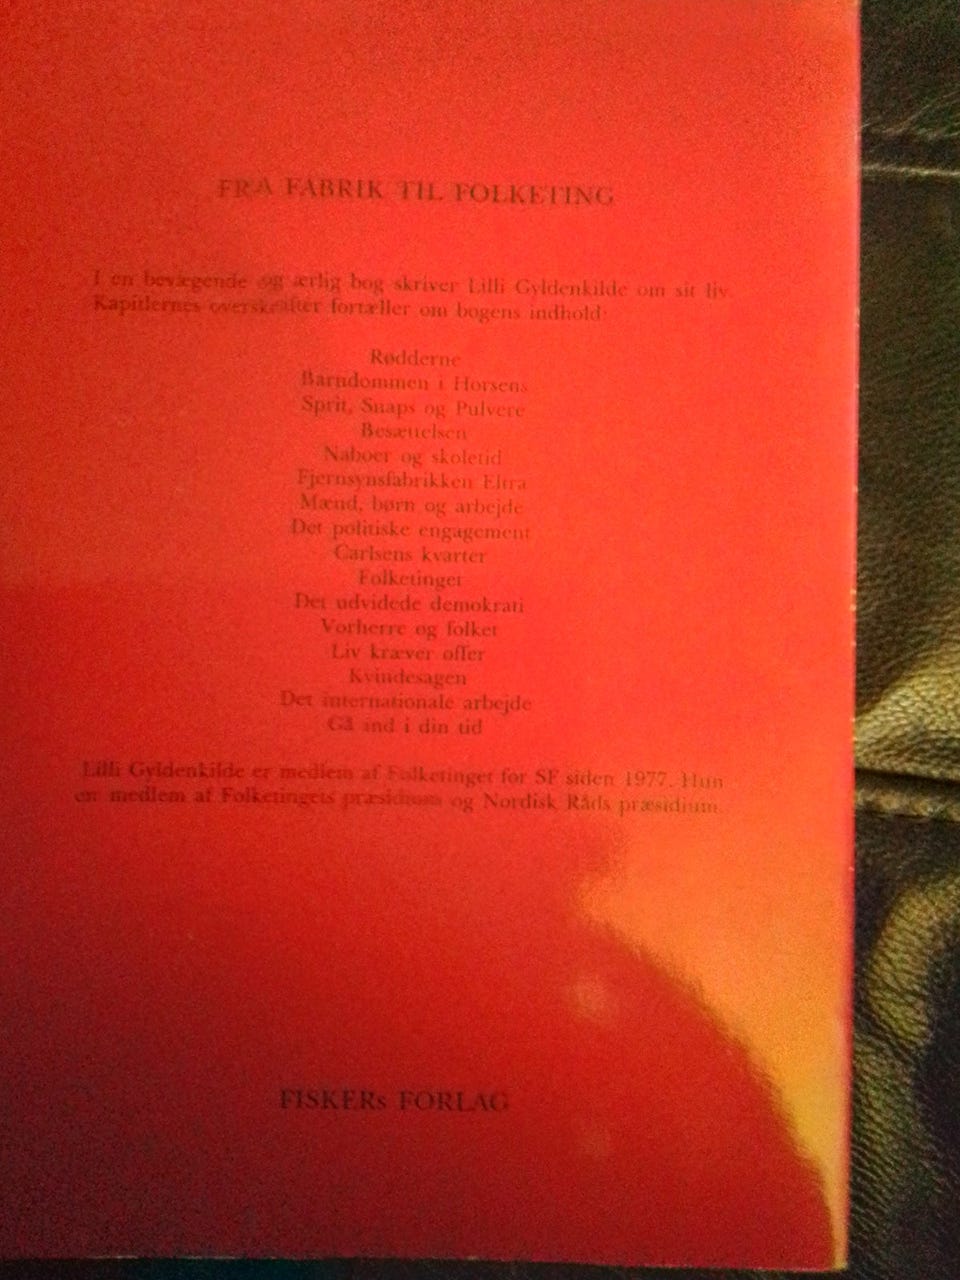 FRA FABRIK TIL FOLKETING
I en bevægende og ærlig bog skriver Lilli Gyldenkilde om sit liv.
Kapitlernes overskrifter fortæller om bogens indhold:
Rødderne
Barndommen i Horsens
Sprit, Snaps og Pulvere
Besættelsen
Naboer og skoletid
Fjernsynsfabrikken Eltra
Mænd, børn og arbejde
Det politiske engagement
Carlsens kvarter
Folketinget
Det udvidede demokrati
Vorherre og folket
Liv kræver offer
Kvindesagen
Det internationale arbejde
Gå ind i din tid
Lilli Gyldenkilde er medlem af Folketinget for SF siden 1977. Hun
er medlem af Folketingets præsidium og Nordisk Råds præsidium.
FISKERs FORLAG